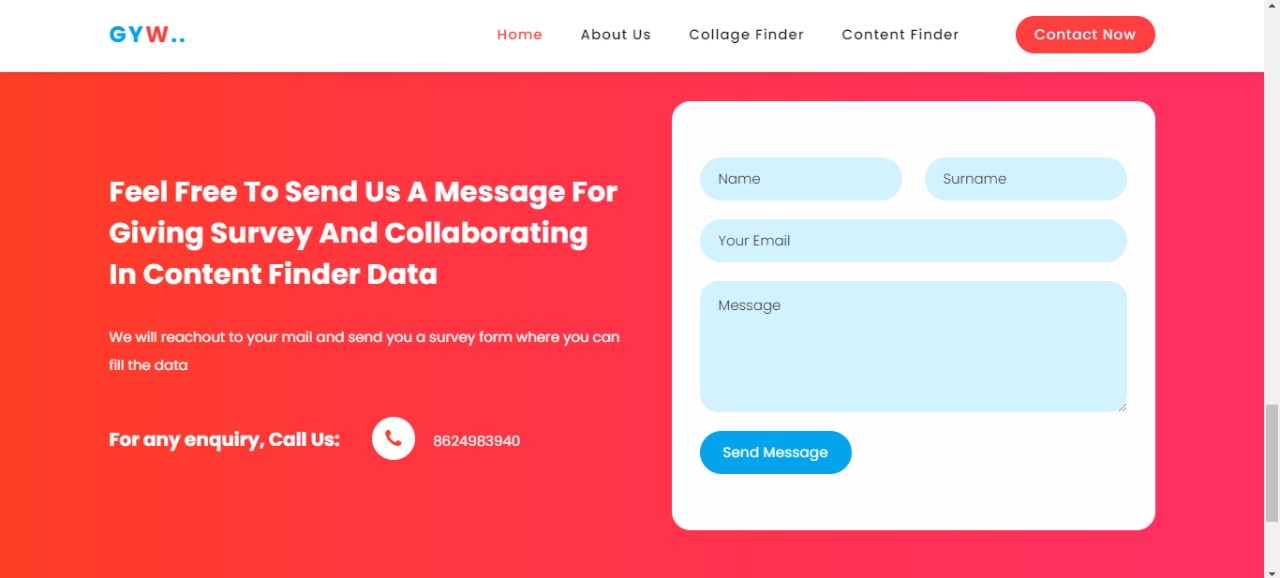 GYW..
Home
About Us
Collage Finder
Content Finder
Contact Now
Feel Free To Send Us A Message For
Giving Survey And Collaborating
In Content Finder Data
We will reachout to your mail and send you a survey form where you can
fill the data
For any enquiry, Call Us:
8624983940
Name
Surname
Your Email
Message
Send Message